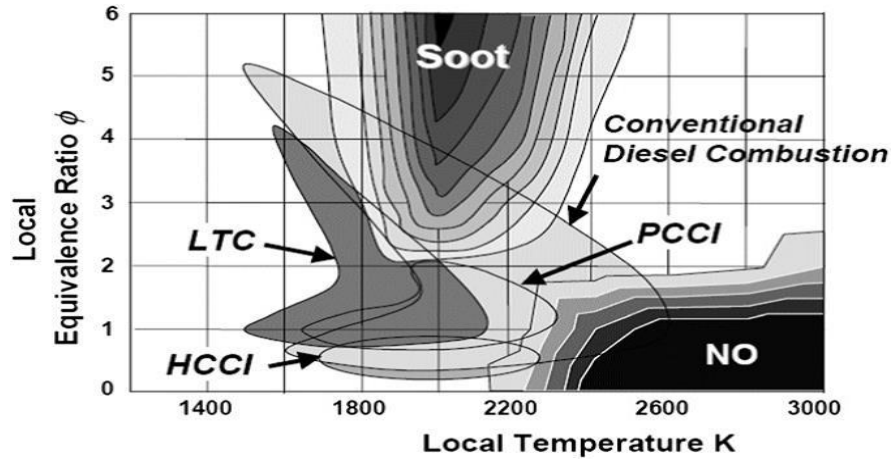 6
5
4
3
2
1
0
Local
Equivalence Ratio ϕ
Soot
Conventional
Diesel Combustion
LTC
PCCI
HCCI
NO
1400 1800 2200 2600 3000
Local Temperature K